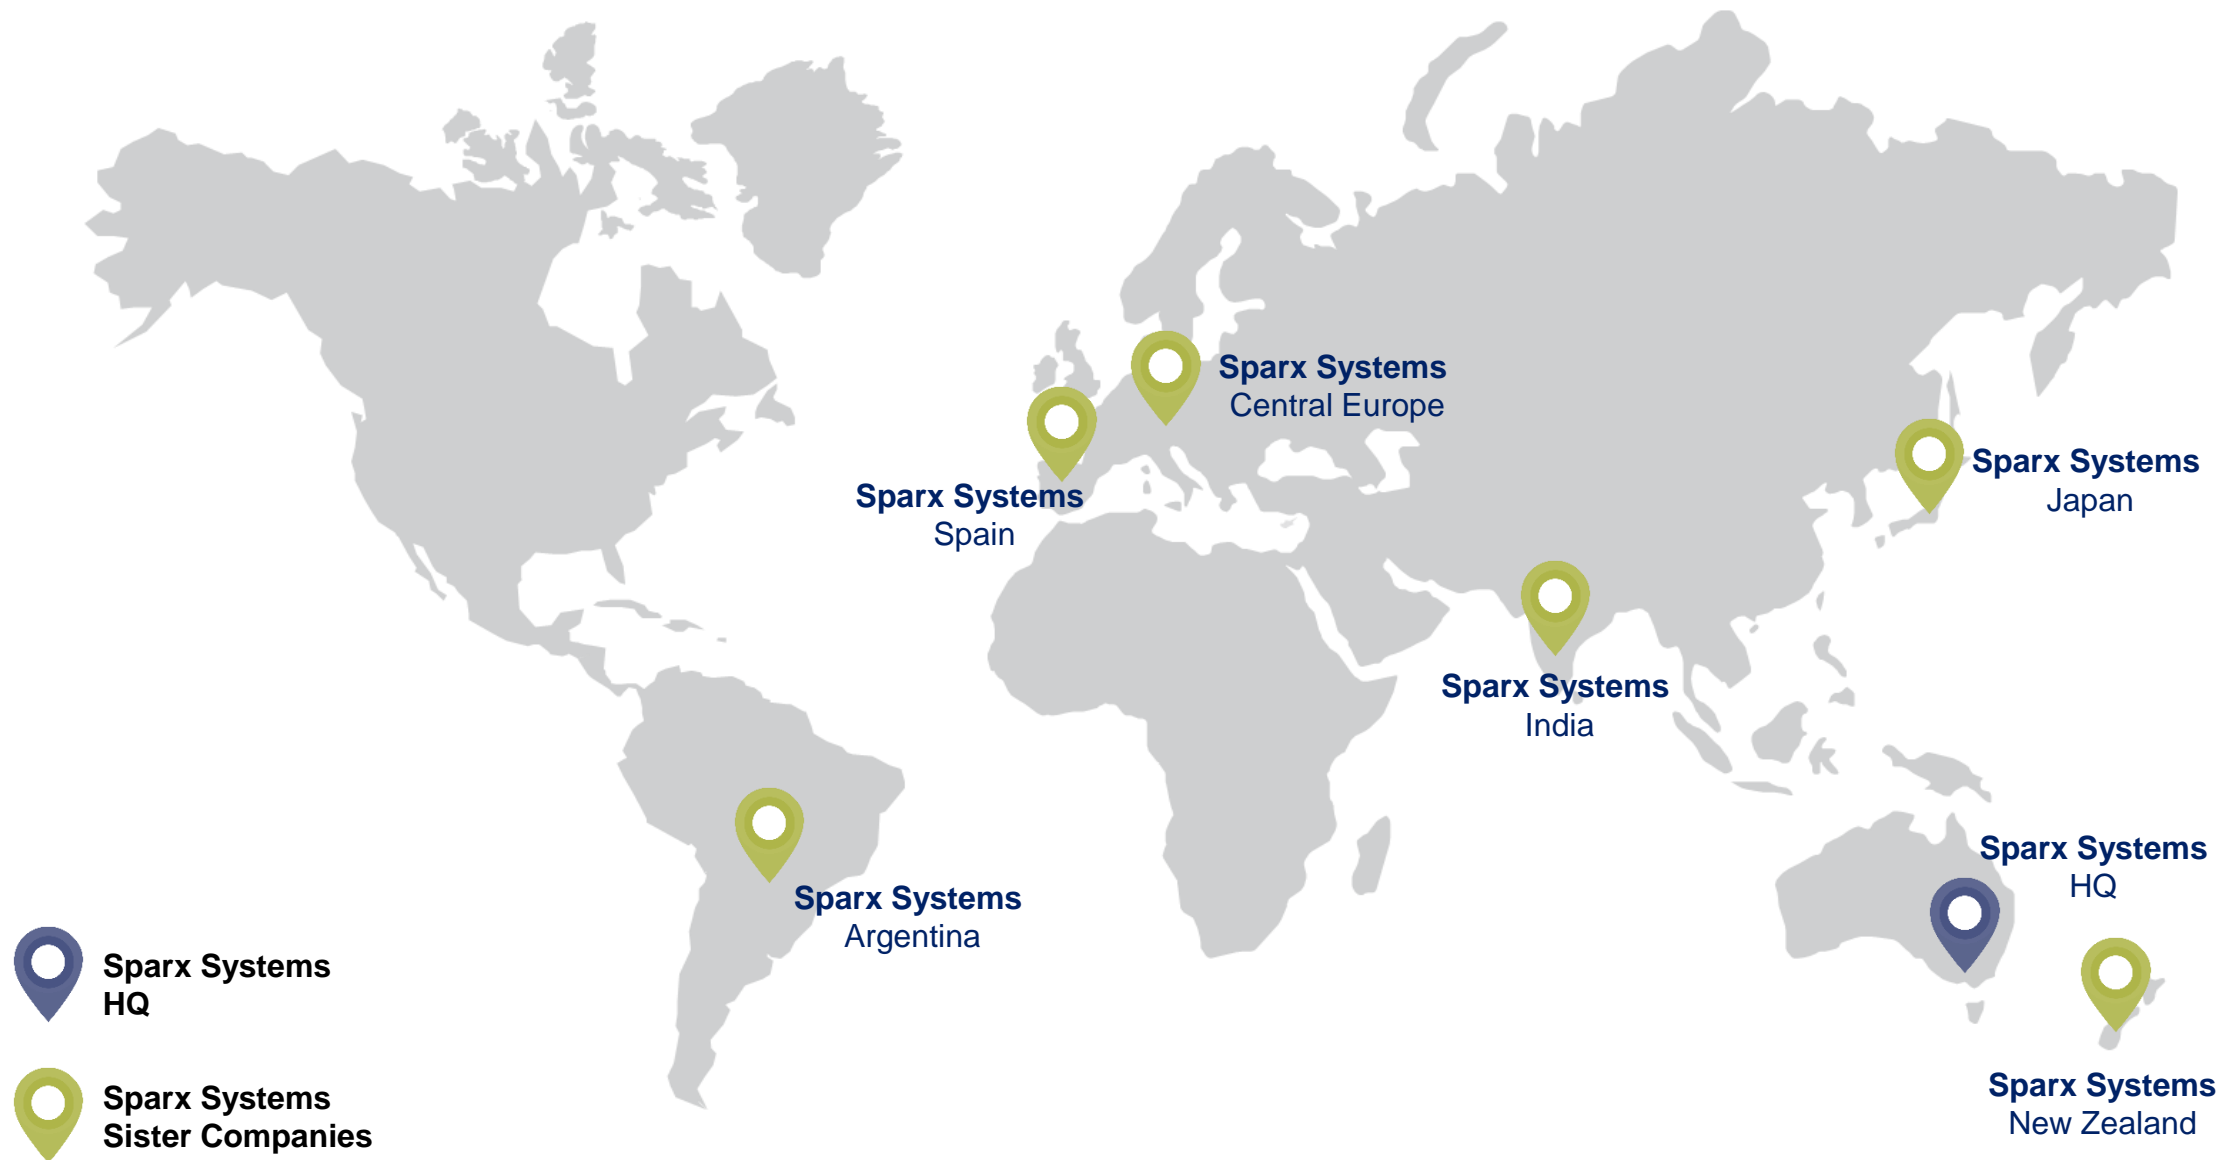 Sparx Systems
Central Europe
Sparx Systems
Spain
Sparx Systems
Japan
Sparx Systems
India
Sparx Systems
HQ
Sparx Systems
Argentina
Sparx Systems
New Zealand
Sparx Systems
HQ
Sparx Systems
Sister Companies